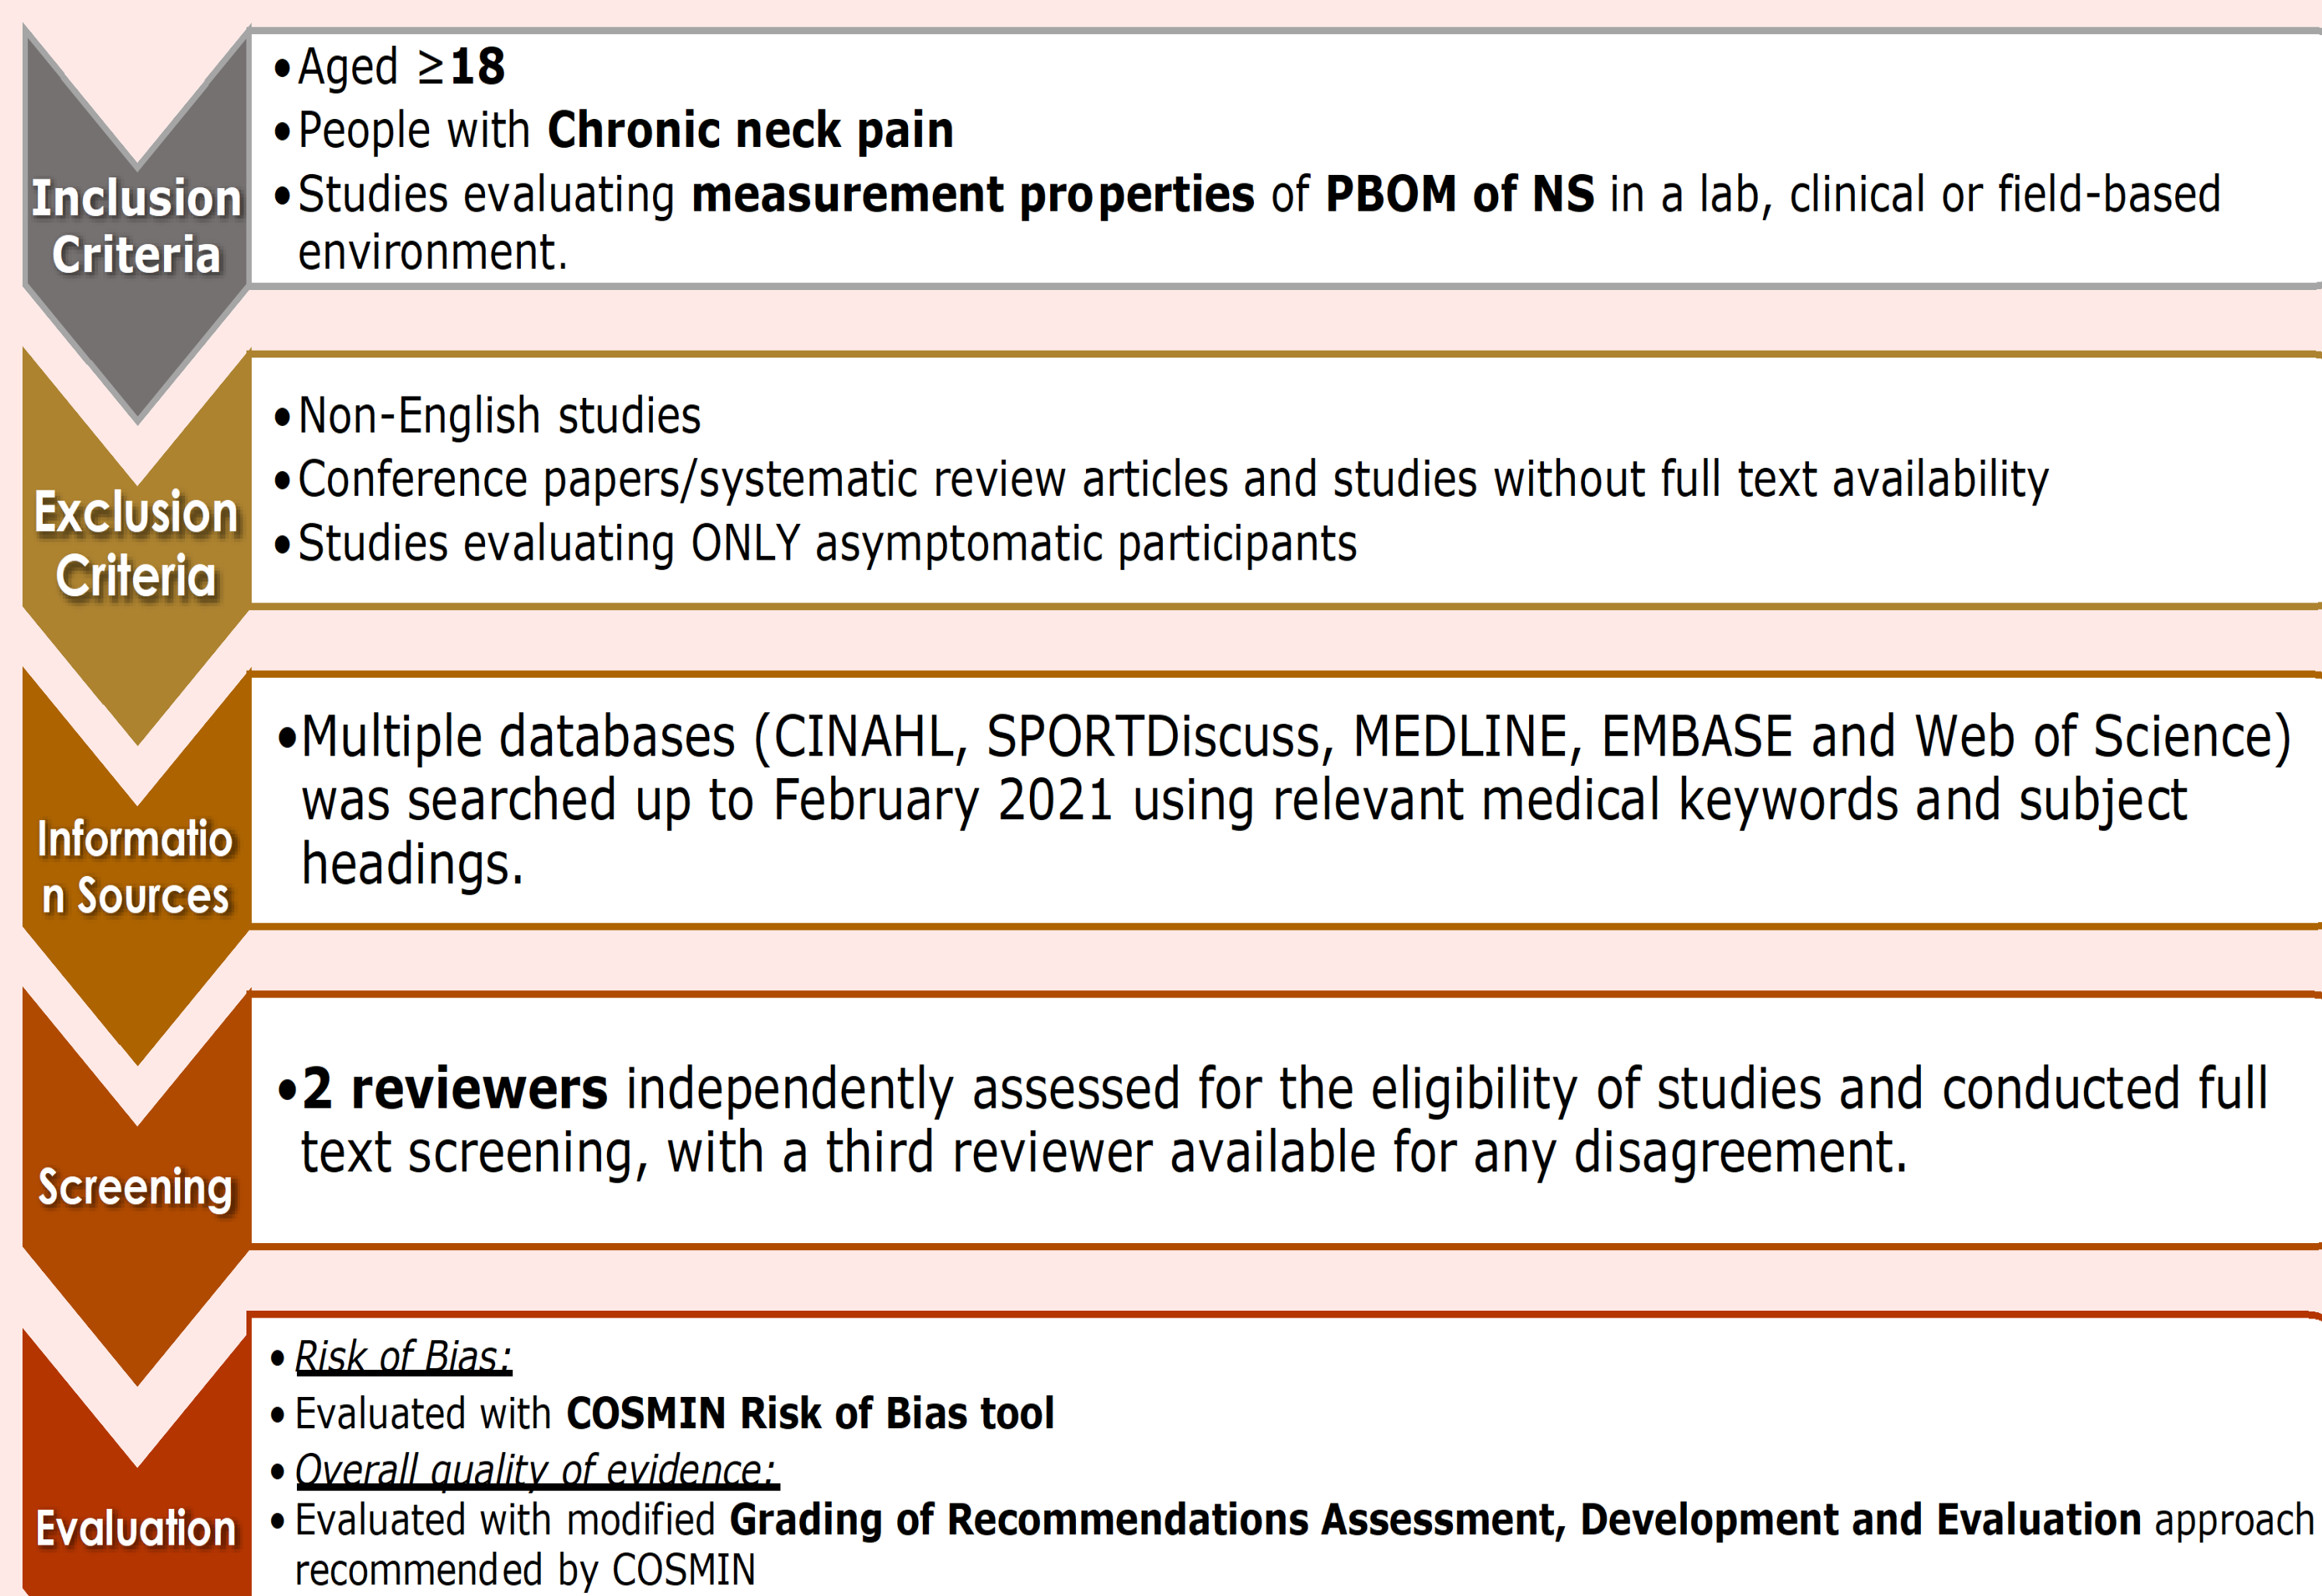 Inclusion
Criteria
•Aged ≥18
•People with Chronic neck pain
•Studies evaluating measurement properties of PBOM of NS in a lab, clinical or field-based
environment.
Exclusion
Criteria
•Non-English studies
•Conference papers/systematic review articles and studies without full text availability
•Studies evaluating ONLY asymptomatic participants
Informatio
n Sources
•Multiple databases (CINAHL, SPORTDiscuss, MEDLINE, EMBASE and Web of Science)
was searched up to February 2021 using relevant medical keywords and subject
headings.
Screening
•2 reviewers independently assessed for the eligibility of studies and conducted full
text screening, with a third reviewer available for any disagreement.
Evaluation
•Risk of Bias:
•Evaluated with COSMIN Risk of Bias tool
•Overall quality of evidence:
•Evaluated with modified Grading of Recommendations Assessment, Development and Evaluation approach
recommended by COSMIN